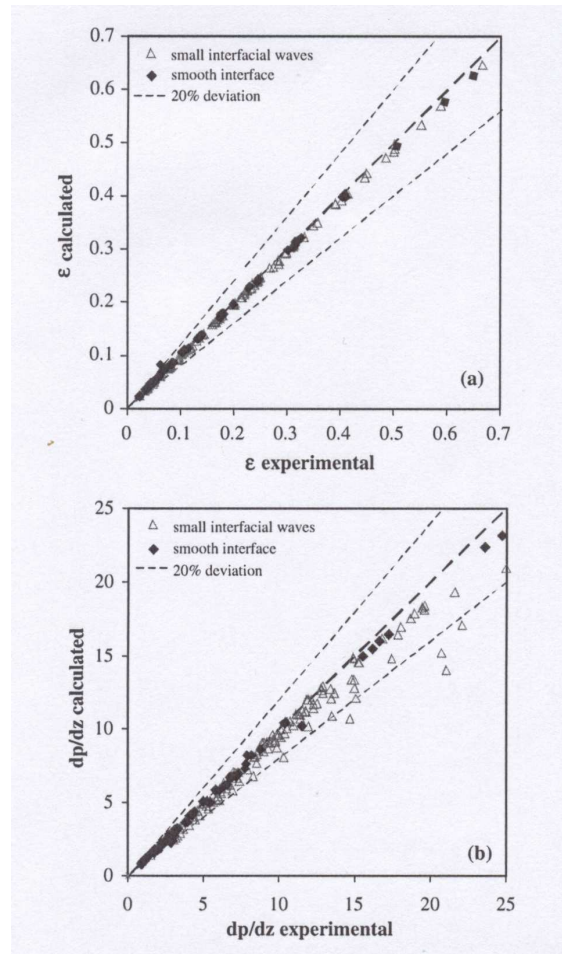 0.7
0.6
0.5
0.4
0.3
0.2
0.1
0
ε calculated
small interfacial waves
smooth interface
20% deviation
(a)
0 0.1 0.2 0.3 0.4 0.5 0.6 0.7
ε experimental
25
20
15
10
5
0
dp/dz calculated
small interfacial waves
smooth interface
20% deviation
(b)
0 5 10 15 20 25
dp/dz experimental